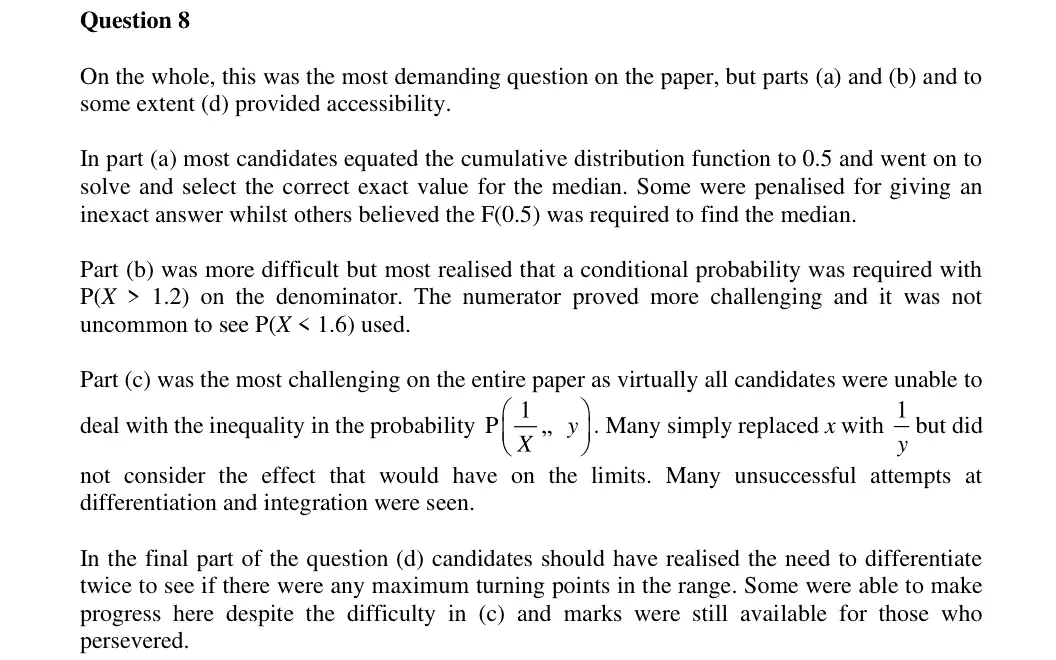 Question 8
On the whole, this was the most demanding question on the paper, but parts (a) and (b) and to
some extent (d) provided accessibility.
In part (a) most candidates equated the cumulative distribution function to 0.5 and went on to
solve and select the correct exact value for the median. Some were penalised for giving an
inexact answer whilst others believed the F(0.5) was required to find the median.
Part (b) was more difficult but most realised that a conditional probability was required with
P(X > 1.2) on the denominator. The numerator proved more challenging and it was not
uncommon to see P(X < 1.6) used.
Part (c) was the most challenging on the entire paper as virtually all candidates were unable to
deal with the inequality in the probability P(1/X „ y). Many simply replaced x with 1/y but did
not consider the effect that would have on the limits. Many unsuccessful attempts at
differentiation and integration were seen.
In the final part of the question (d) candidates should have realised the need to differentiate
twice to see if there were any maximum turning points in the range. Some were able to make
progress here despite the difficulty in (c) and marks were still available for those who
persevered.